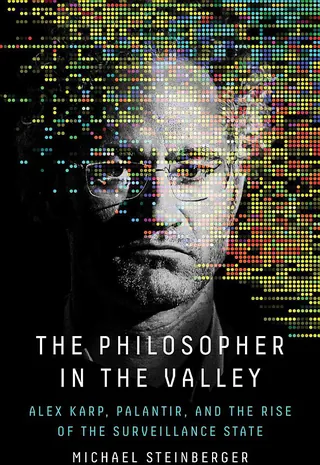 THE PHILOSOPHER
IN THE VALLEY
ALEX KARP, PALANTIR, AND THE RISE
OF THE SURVEILLANCE STATE
MICHAEL STEINBERGER